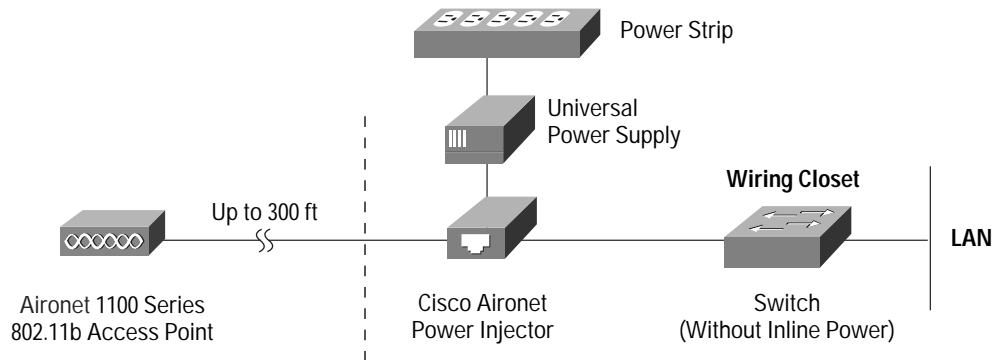 Power Strip
Universal
Power Supply
Wiring Closet
Up to 300 ft
LAN
Aironet 1100 Series
802.11b Access Point
Cisco Aironet
Power Injector
Switch
(Without Inline Power)